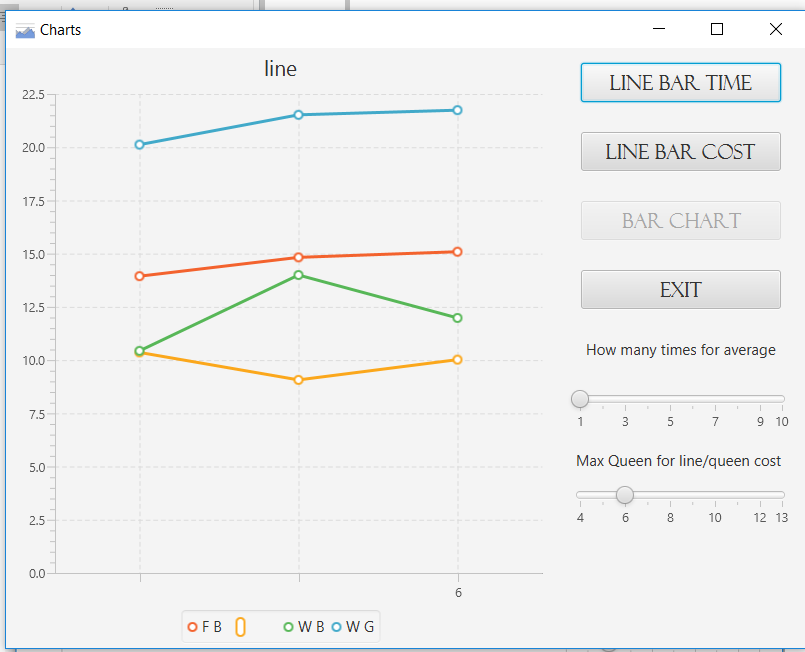 Charts
line
LINE BAR TIME
22.5
20.0
LINE BAR COST
17.5
BAR CHART
15.0
EXIT
12.5
How many times for average
10.0
1 3 5 7 9 10
7.5
Max Queen for line/queen cost
5.0
4 6 8 10 12 13
2.5
0.0
6
F B W B W G